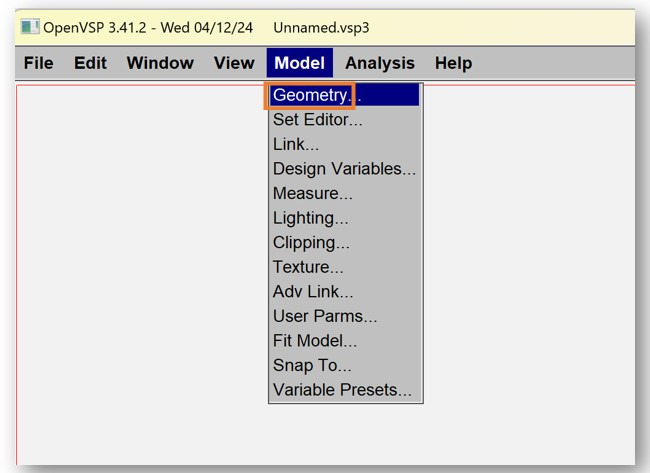 OpenVSP 3.41.2 - Wed 04/12/24 Unnamed.vsp3
File Edit Window View Model Analysis Help
Geometry...
Set Editor...
Link...
Design Variables...
Measure...
Lighting...
Clipping...
Texture...
Adv Link...
User Parms...
Fit Model...
Snap To...
Variable Presets...